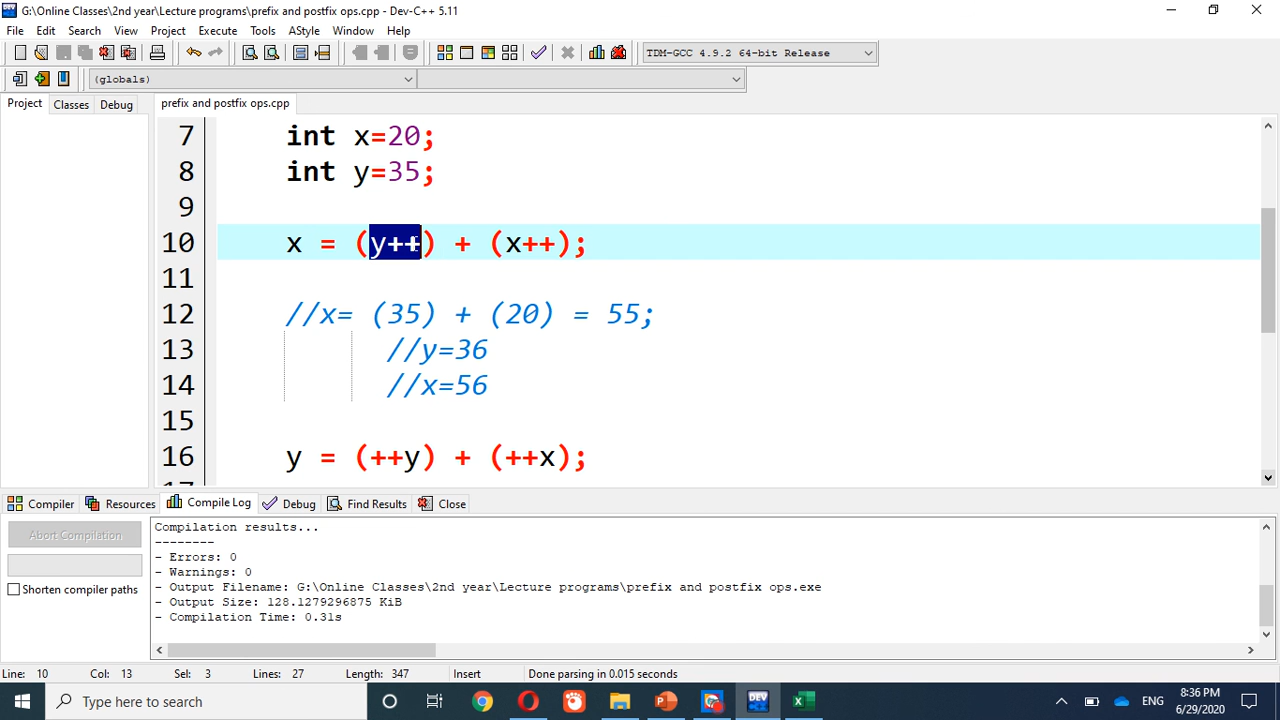 G:\Online Classes\2nd year\Lecture programs\prefix and postfix ops.cpp - Dev-C++ 5.11
File Edit Search View Project Execute Tools AStyle Window Help
TDM-GCC 4.9.2 64-bit Release
(globals)
Project Classes Debug prefix and postfix ops.cpp
7 int x=20;
8 int y=35;
9
10 x = (y++) + (x++);
11
12 //x= (35) + (20) = 55;
13 //y=36
14 //x=56
15
16 y = (++y) + (++x);
Compiler Resources Compile Log Debug Find Results Close
Abort Compilation
Shorten compiler paths
Compilation results...
--------
- Errors: 0
- Warnings: 0
- Output Filename: G:\Online Classes\2nd year\Lecture programs\prefix and postfix ops.exe
- Output Size: 128.1279296875 KiB
- Compilation Time: 0.31s
Line: 10 Col: 13 Sel: 3 Lines: 27 Length: 347 Insert Done parsing in 0.015 seconds
Type here to search
DEV
ENG
8:36 PM
6/29/2020